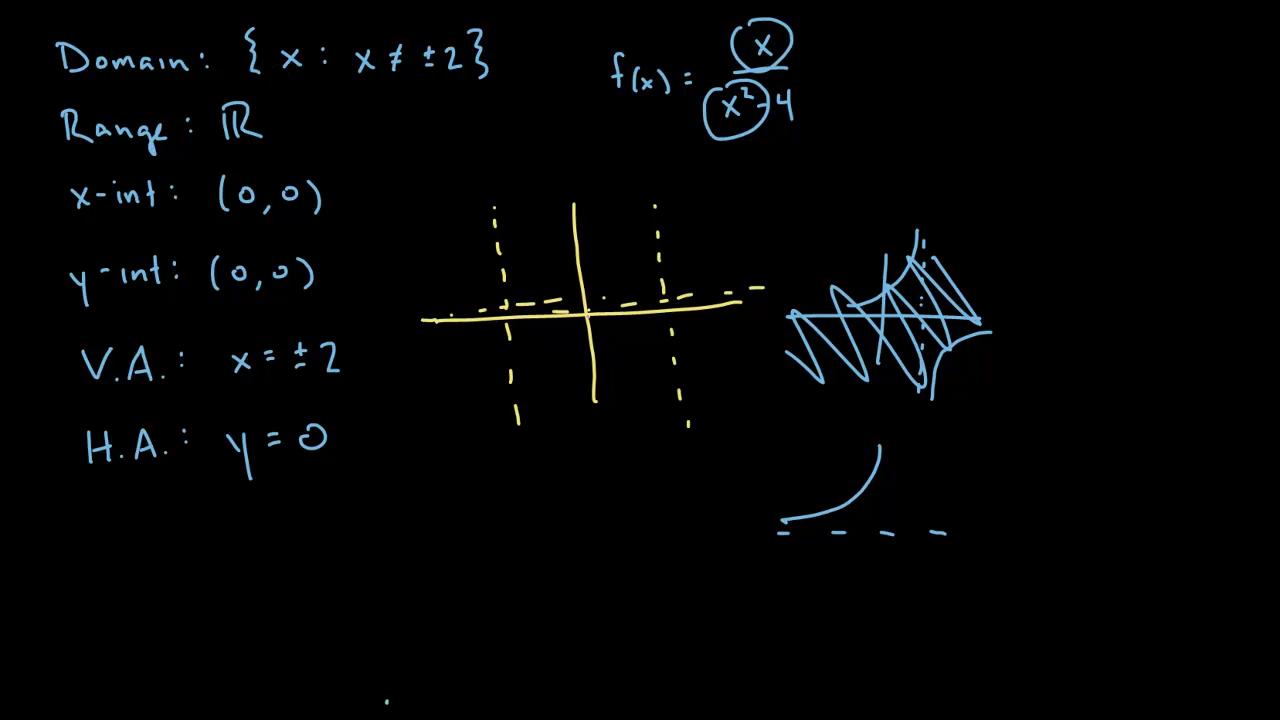 Domain: { x : x ≠ ±2}
f(x) = x / x² - 4
Range: ℝ
x-int: (0,0)
y-int: (0,0)
V.A.: x = ±2
H.A.: y = 0